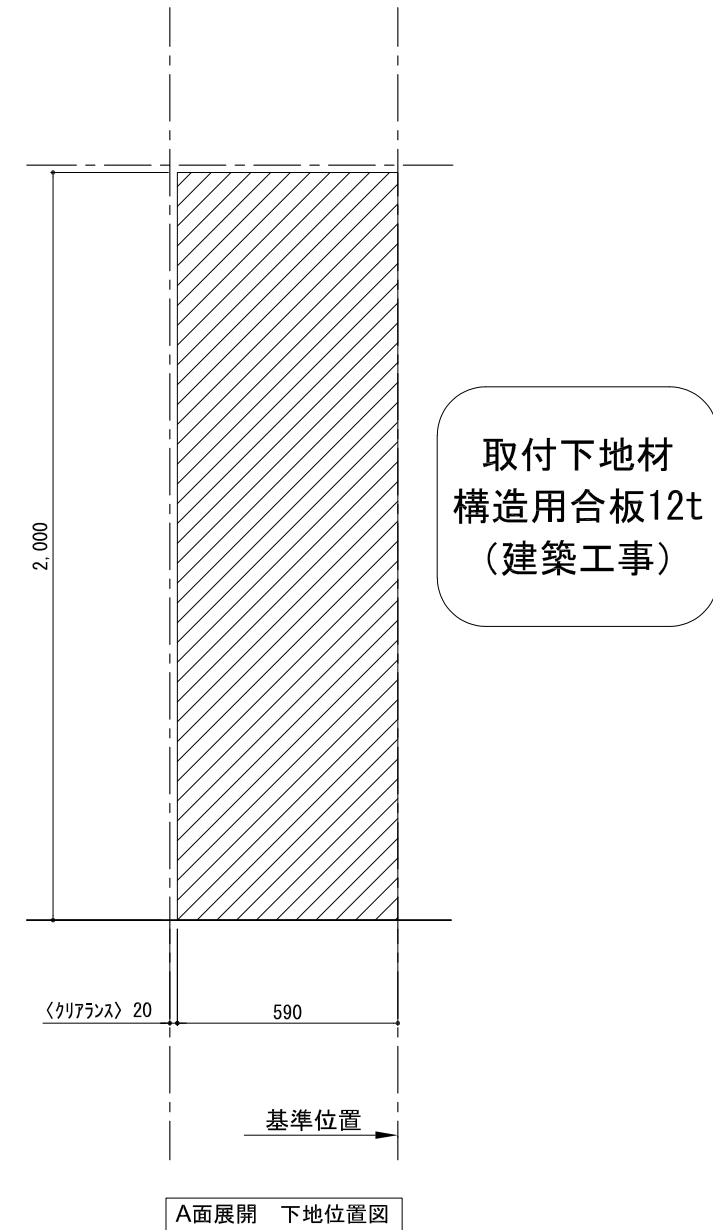 取付下地材
構造用合板12t
（建築工事）
2,000
〈ｸﾘｱﾗﾝｽ〉 20
590
基準位置
A面展開　下地位置図